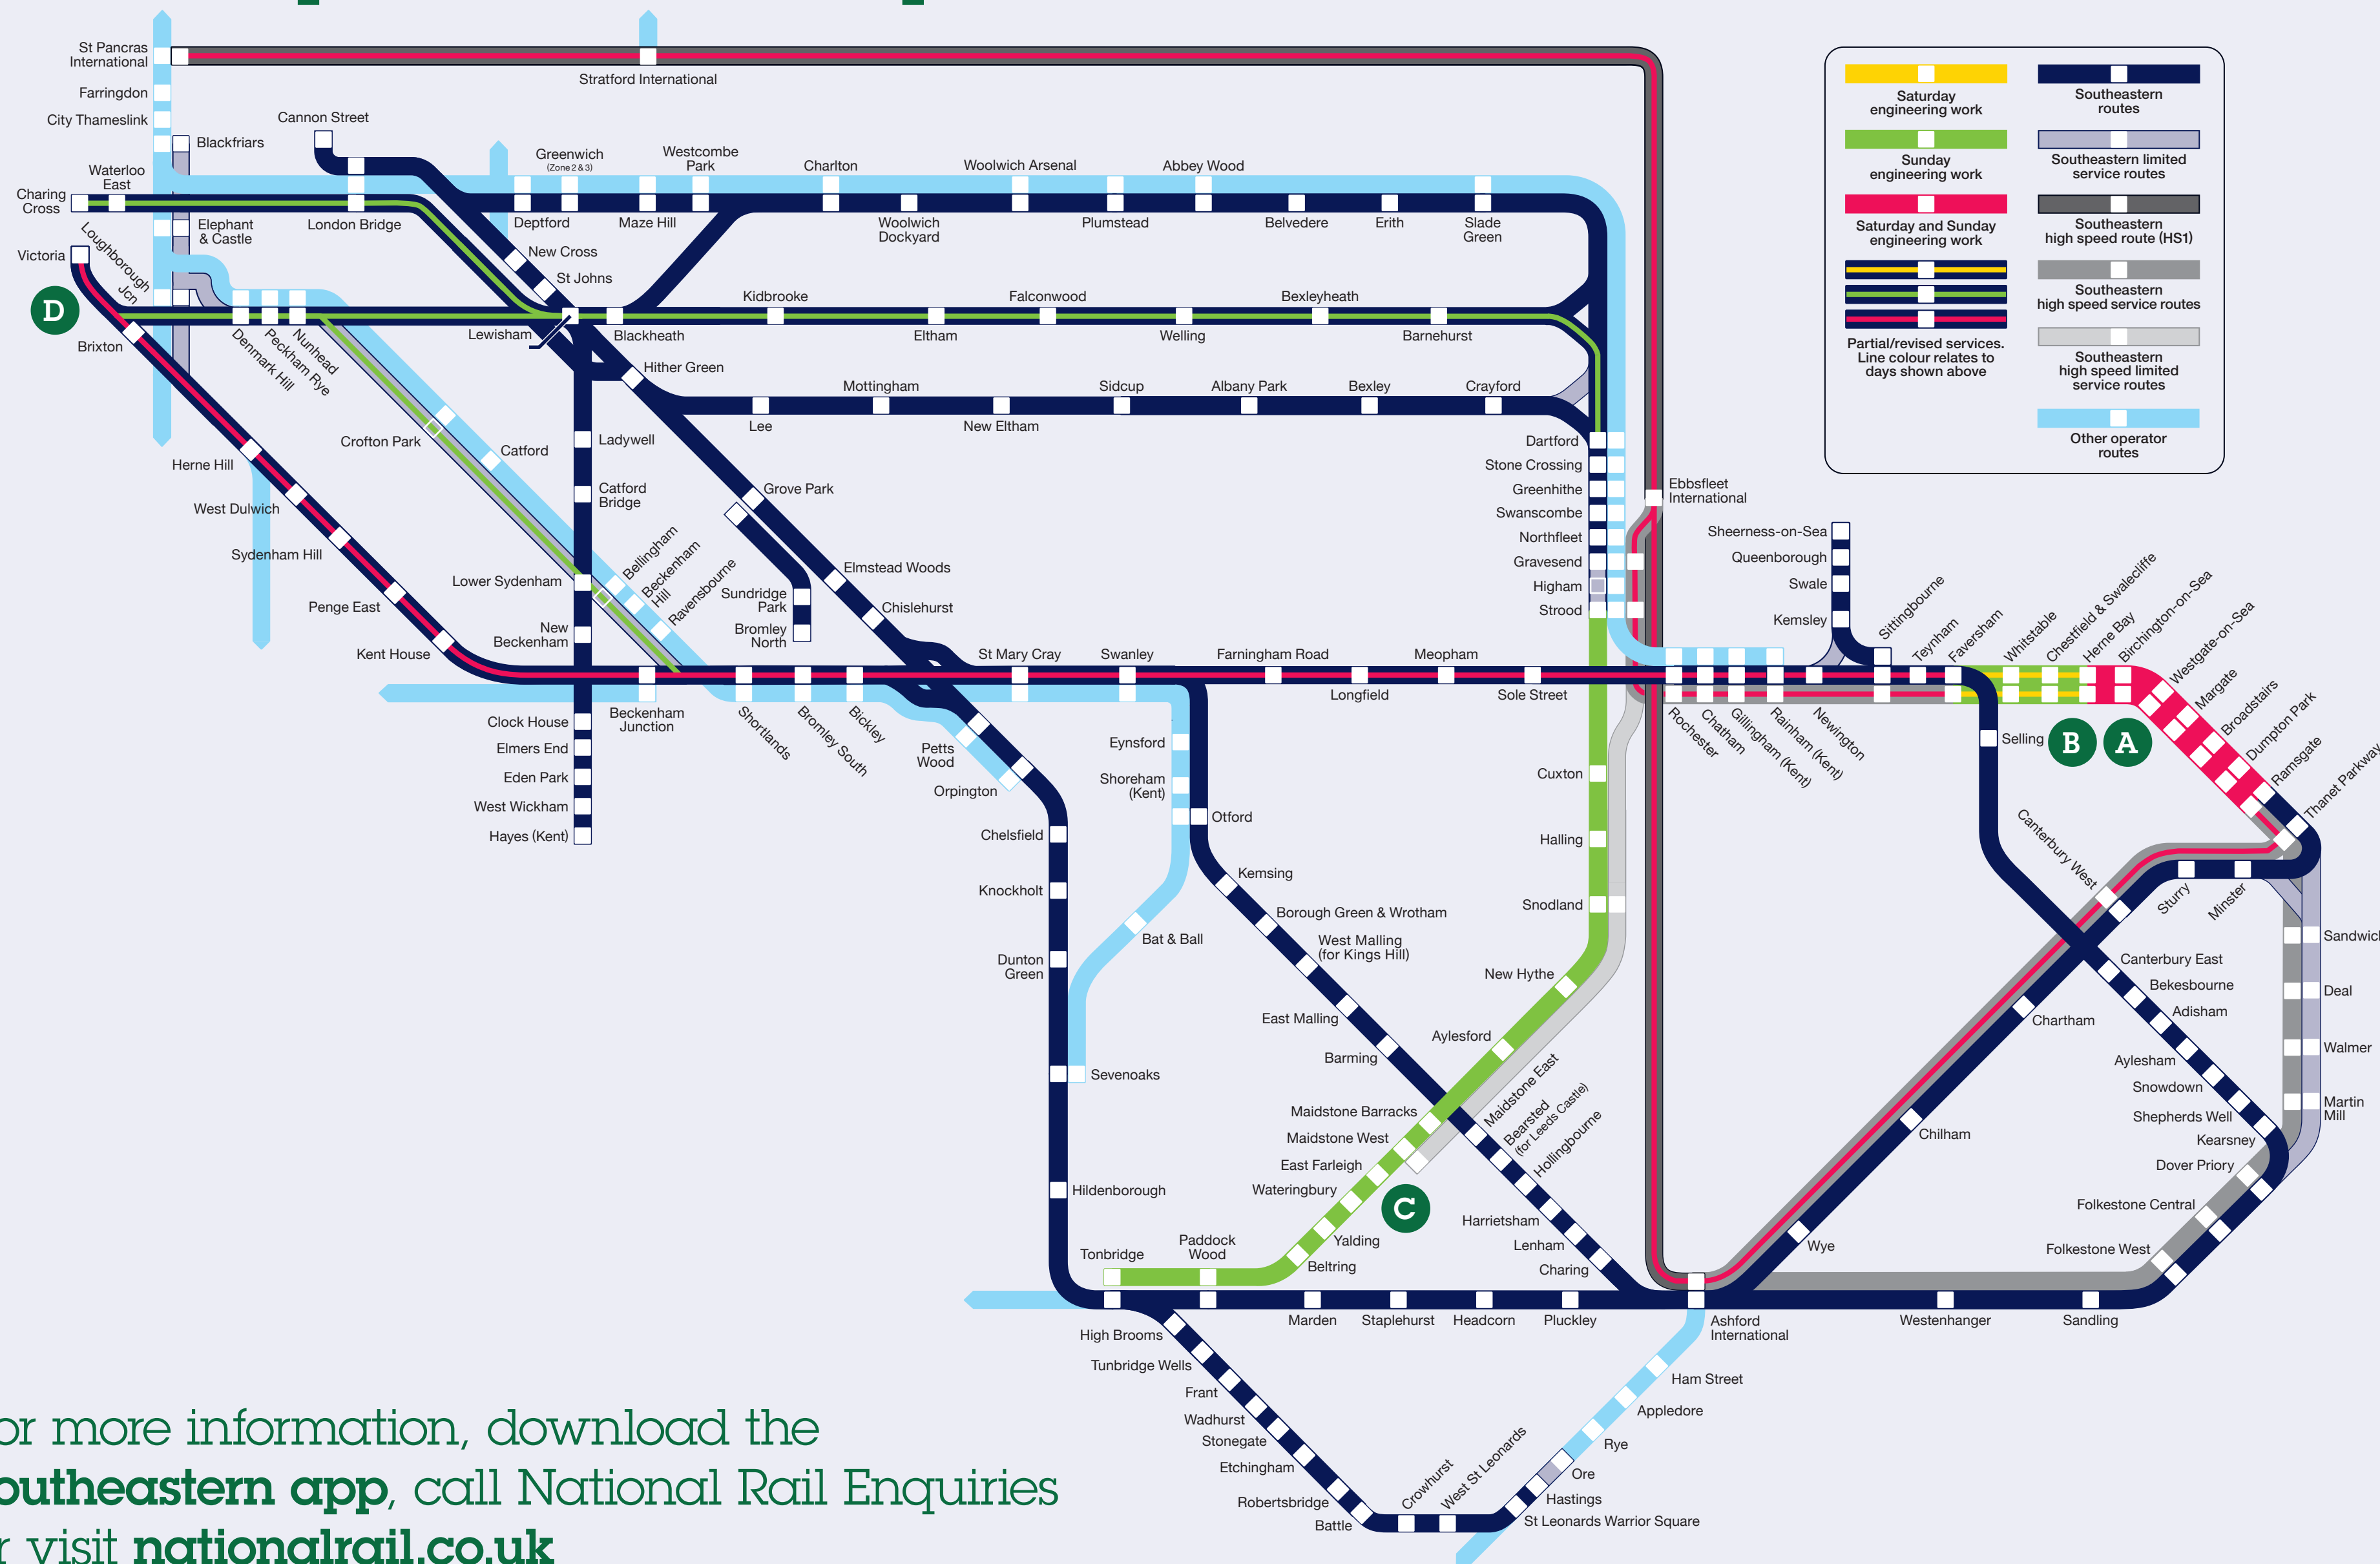 St Pancras
International
Stratford International
Farringdon
City Thameslink
Cannon Street
Blackfriars
Waterloo
East
Charing
Cross
Greenwich
(Zone 2 & 3)
Westcombe
Park
Charlton
Woolwich Arsenal
Abbey Wood
Elephant
& Castle
London Bridge
Deptford
Maze Hill
Woolwich
Dockyard
Plumstead
Belvedere
Erith
Slade
Green
Victoria
Loughborough
Jcn
New Cross
St Johns
D
Kidbrooke
Falconwood
Bexleyheath
Brixton
Denmark Hill
Peckham Rye
Nunhead
Lewisham
Blackheath
Eltham
Welling
Barnehurst
Hither Green
Mottingham
Sidcup
Albany Park
Bexley
Crayford
Lee
New Eltham
Crofton Park
Catford
Ladywell
Catford
Bridge
Herne Hill
West Dulwich
Sydenham Hill
Penge East
Kent House
Grove Park
Elmstead Woods
Chislehurst
Sundridge
Park
Bromley
North
Lower Sydenham
Bellingham
Beckenham
Hill
Ravensbourne
New
Beckenham
Dartford
Stone Crossing
Greenhithe
Swanscombe
Northfleet
Gravesend
Higham
Strood
Ebbsfleet
International
Sheerness-on-Sea
Queenborough
Swale
Kemsley
Sittingbourne
Teynham
Faversham
Whitstable
Chestfield & Swalecliffe
Herne Bay
Birchington-on-Sea
Westgate-on-Sea
Margate
Broadstairs
Dumpton Park
Ramsgate
Thanet Parkway
St Mary Cray
Swanley
Farningham Road
Longfield
Meopham
Sole Street
Rochester
Chatham
Gillingham (Kent)
Rainham (Kent)
Newington
Selling
B
A
Beckenham
Junction
Shortlands
Bromley South
Bickley
Petts
Wood
Orpington
Clock House
Elmers End
Eden Park
West Wickham
Hayes (Kent)
Eynsford
Shoreham
(Kent)
Otford
Chelsfield
Knockholt
Dunton
Green
Bat & Ball
Sevenoaks
Hildenborough
Kemsing
Borough Green & Wrotham
West Malling
(for Kings Hill)
East Malling
Barming
Cuxton
Halling
Snodland
New Hythe
Aylesford
Maidstone Barracks
Maidstone West
East Farleigh
Wateringbury
Yalding
Beltring
C
Maidstone East
Bearsted
(for Leeds Castle)
Hollingbourne
Harrietsham
Lenham
Charing
Canterbury West
Sturry
Minster
Canterbury East
Bekesbourne
Adisham
Aylesham
Snowdown
Shepherds Well
Kearsney
Dover Priory
Folkestone Central
Folkestone West
Chartham
Chilham
Wye
Deal
Walmer
Martin
Mill
Tonbridge
Paddock
Wood
Marden
Staplehurst
Headcorn
Pluckley
Ashford
International
Westenhanger
Sandling
High Brooms
Tunbridge Wells
Frant
Wadhurst
Stonegate
Etchingham
Robertsbridge
Battle
Crowhurst
West St Leonards
St Leonards Warrior Square
Hastings
Ore
Rye
Appledore
Ham Street
Saturday
engineering work
Sunday
engineering work
Saturday and Sunday
engineering work
Partial/revised services.
Line colour relates to
days shown above
Southeastern
routes
Southeastern limited
service routes
Southeastern
high speed route (HS1)
Southeastern
high speed service routes
Southeastern
high speed limited
service routes
Other operator
routes
or more information, download the
outheastern app, call National Rail Enquiries
r visit nationalrail.co.uk